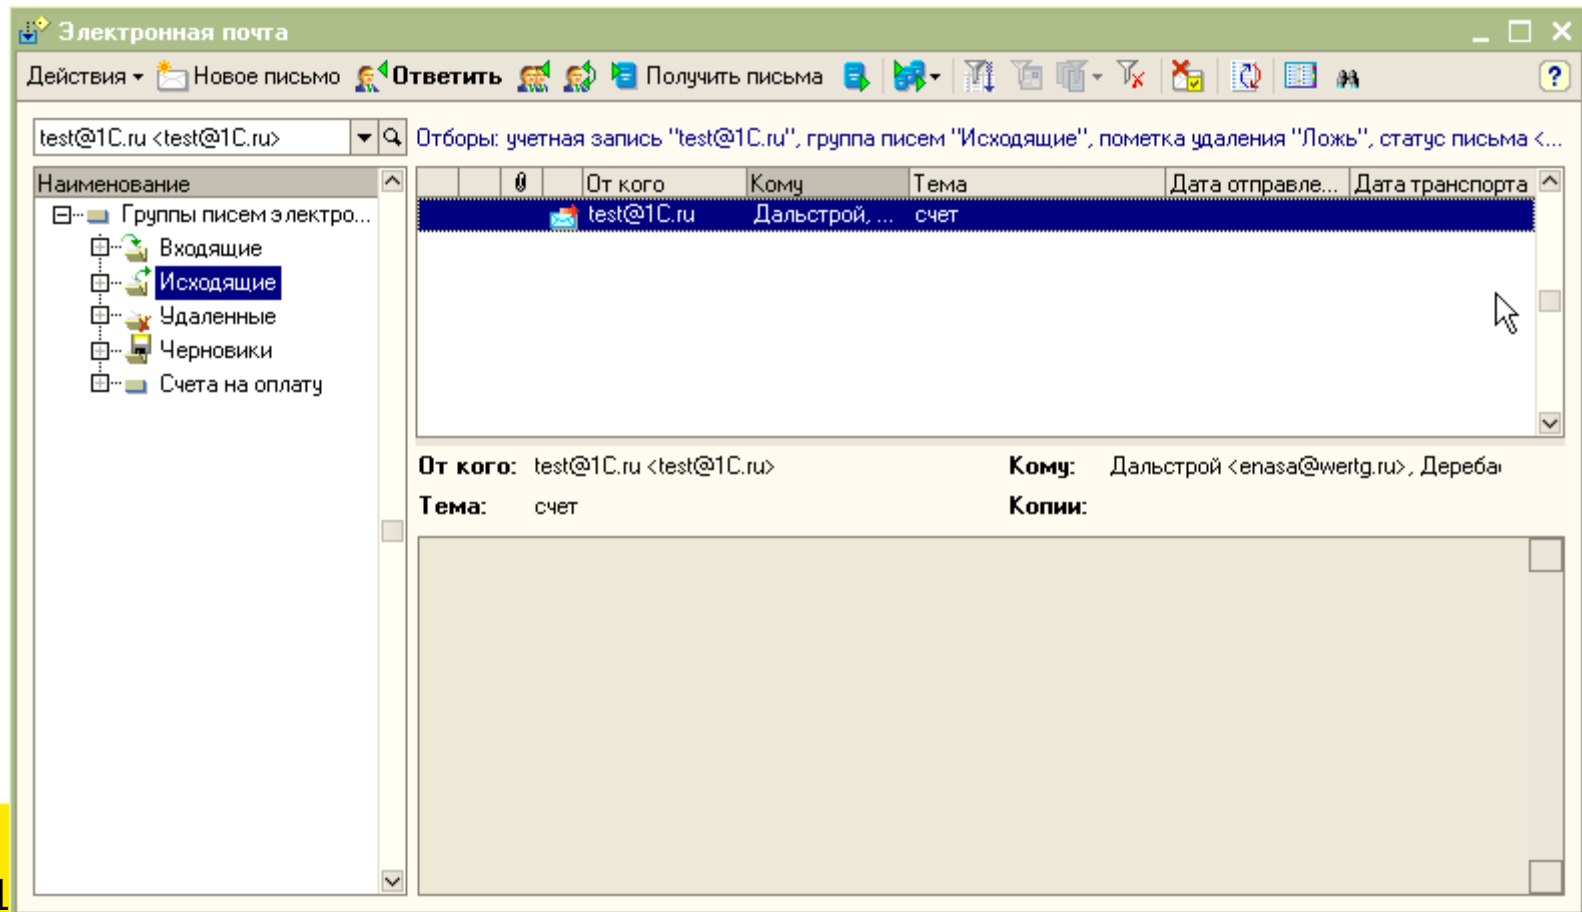 Электронная почта
Действия Новое письмо Ответить Получить письма ?
test@1C.ru <test@1C.ru> Отборы: учетная запись "test@1C.ru", группа писем "Исходящие", пометка удаления "Ложь", статус письма <...
Наименование От кого Кому Тема Дата отправле... Дата транспорта
Группы писем электро... test@1C.ru Дальстрой, ... счет
Входящие
Исходящие
Удаленные
Черновики
Счета на оплату
От кого: test@1C.ru <test@1C.ru> Кому: Дальстрой <enasa@wertg.ru>, Дереба
Тема: счет Копии:
1